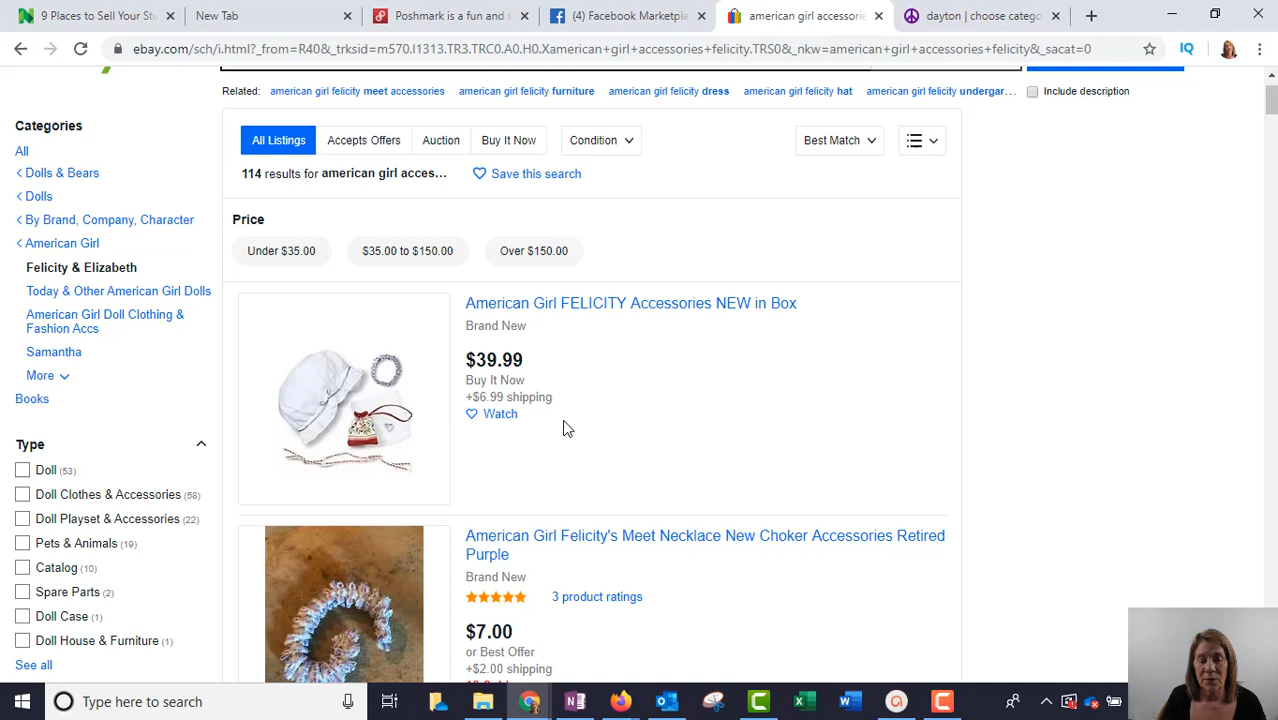 9 Places to Sell Your Stu
New Tab
Poshmark is a fun and s
(4) Facebook Marketpla
american girl accessorie
dayton | choose catego
ebay.com/sch/i.html?_from=R40&_trksid=m570.l1313.TR3.TRC0.A0.H0.Xamerican+girl+accessories+felicity.TRS0&_nkw=american+girl+accessories+felicity&_sacat=0
Related: american girl felicity meet accessories american girl felicity furniture american girl felicity dress american girl felicity hat american girl felicity undergar... Include description
Categories
All
Dolls & Bears
Dolls
By Brand, Company, Character
American Girl
Felicity & Elizabeth
Today & Other American Girl Dolls
American Girl Doll Clothing &
Fashion Accs
Samantha
More
Books
Type
Doll (53)
Doll Clothes & Accessories (58)
Doll Playset & Accessories (22)
Pets & Animals (19)
Catalog (10)
Spare Parts (2)
Doll Case (1)
Doll House & Furniture (1)
See all
All Listings Accepts Offers Auction Buy It Now Condition Best Match
114 results for american girl acces... Save this search
Price
Under $35.00 $35.00 to $150.00 Over $150.00
American Girl FELICITY Accessories NEW in Box
Brand New
$39.99
Buy It Now
+$6.99 shipping
Watch
American Girl Felicity's Meet Necklace New Choker Accessories Retired
Purple
Brand New
3 product ratings
$7.00
or Best Offer
+$2.00 shipping
Type here to search